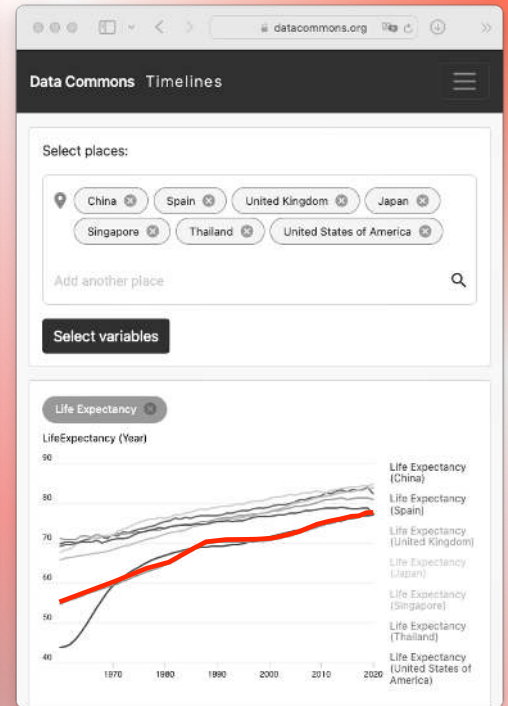 datacommons.org
Data Commons Timelines
Select places:
China
Spain
United Kingdom
Japan
Singapore
Thailand
United States of America
Add another place
Select variables
Life Expectancy
LifeExpectancy (Year)
90
80
70
60
50
40
1970
1980
1990
2000
2010
2020
Life Expectancy
(China)
Life Expectancy
(Spain)
Life Expectancy
(United Kingdom)
Life Expectancy
(Japan)
Life Expectancy
(Singapore)
Life Expectancy
(Thailand)
Life Expectancy
(United States of
America)